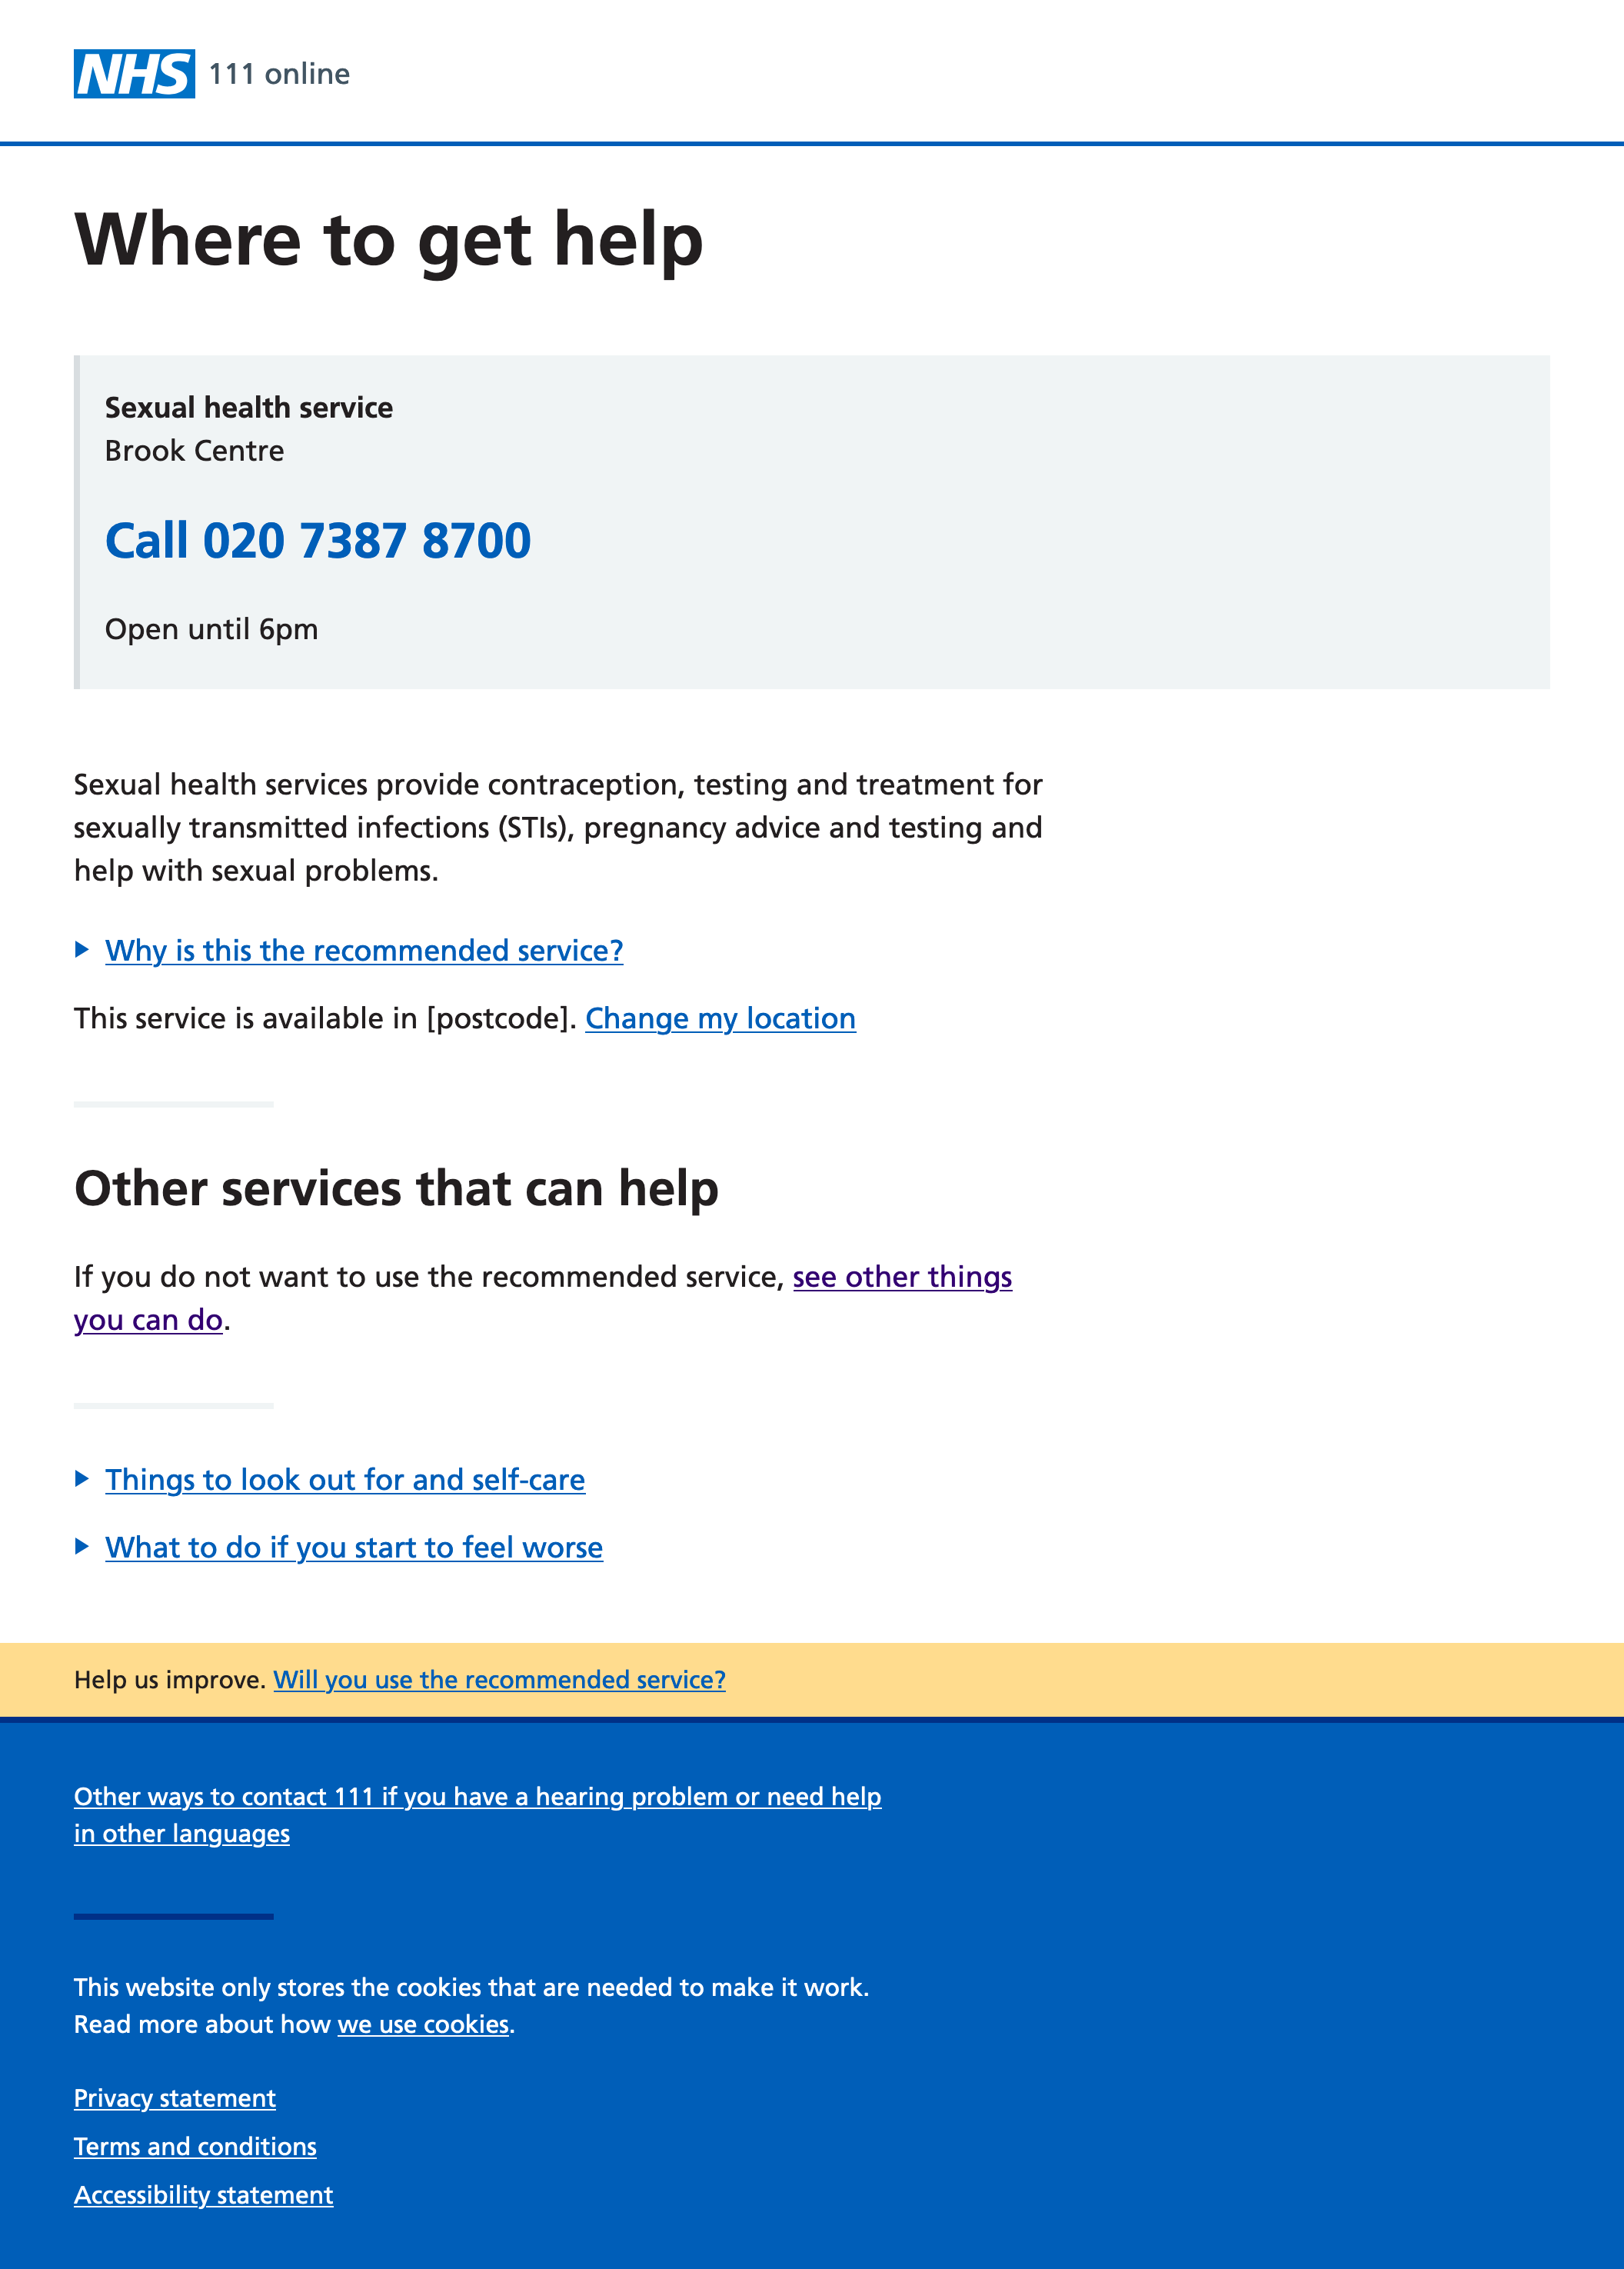 NHS 111 online
Where to get help
Sexual health service
Brook Centre
Call 020 7387 8700
Open until 6pm
Sexual health services provide contraception, testing and treatment for
sexually transmitted infections (STIs), pregnancy advice and testing and
help with sexual problems.
Why is this the recommended service?
This service is available in [postcode]. Change my location
Other services that can help
If you do not want to use the recommended service, see other things
you can do.
Things to look out for and self-care
What to do if you start to feel worse
Help us improve. Will you use the recommended service?
Other ways to contact 111 if you have a hearing problem or need help
in other languages
This website only stores the cookies that are needed to make it work.
Read more about how we use cookies.
Privacy statement
Terms and conditions
Accessibility statement